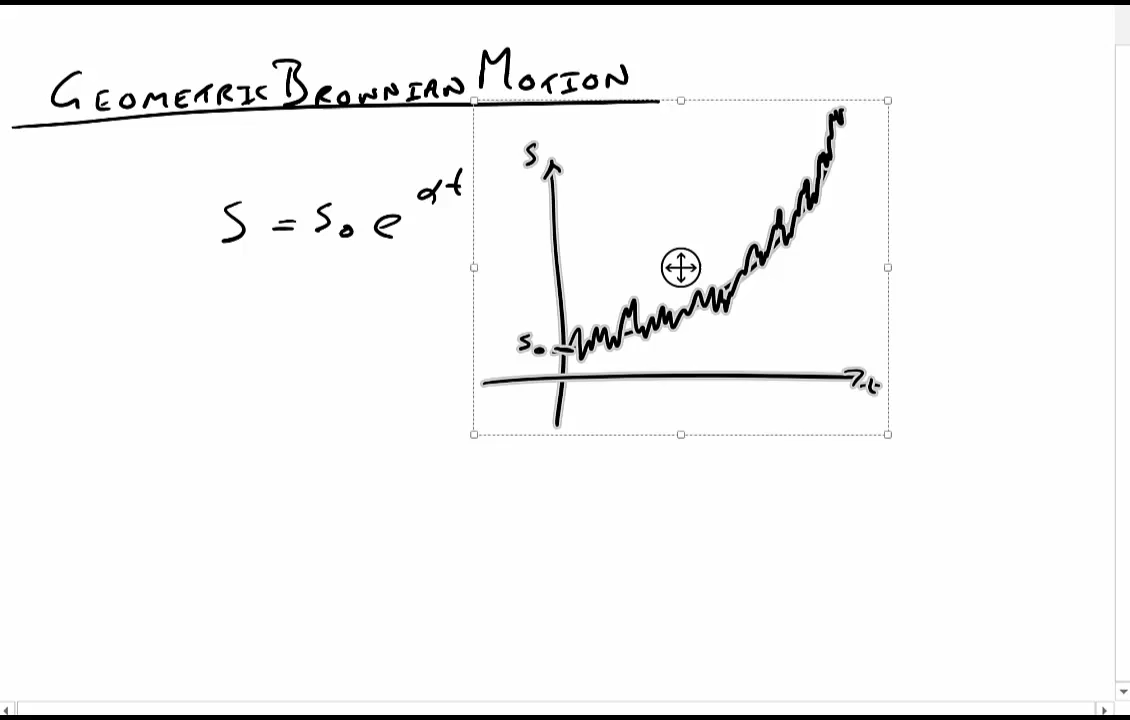 GEOMETRIC BROWNIAN MOTION
S = S₀ e^αt
S
S₀
t